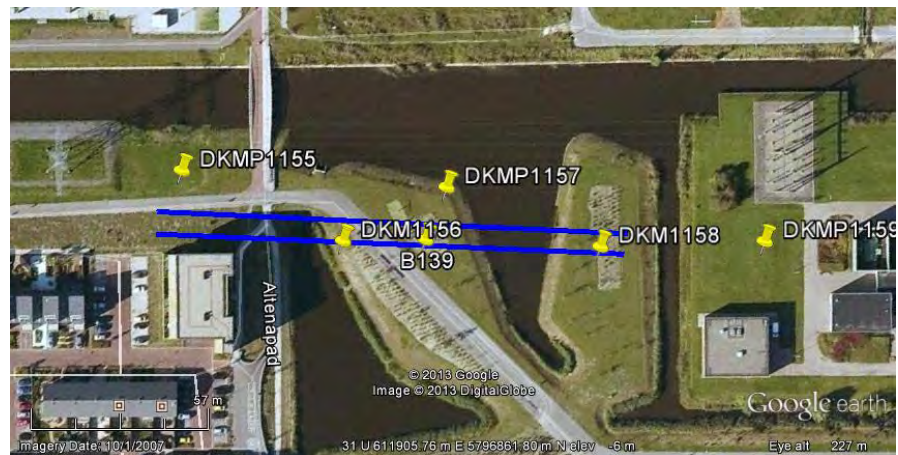 DKMP1155
DKMP1157
DKM1156
DKM1158
DKMP1159
B139
Altenapad
© 2013 Google
Image © 2013 DigitalGlobe
Google earth
57 m
Imagery Date: 10/1/2007
31 U 611905.76 m E 5796861.80 m N elev -6 m
Eye alt 227 m